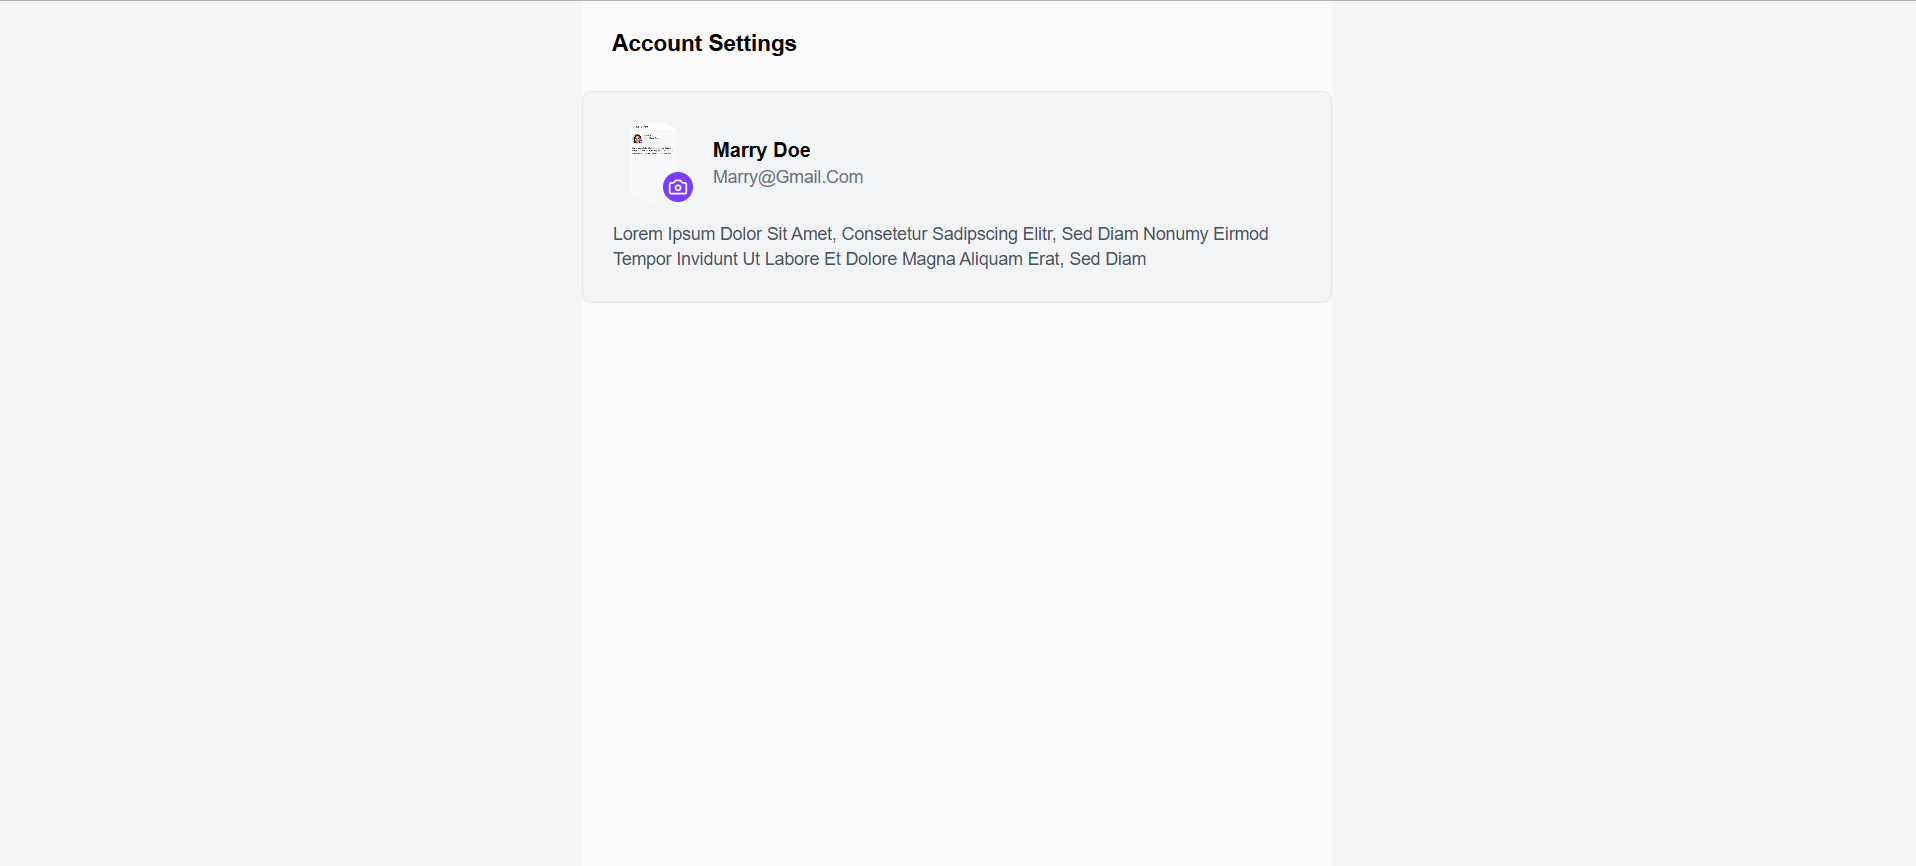 Account Settings
Marry Doe
Marry@Gmail.Com
Lorem Ipsum Dolor Sit Amet, Consetetur Sadipscing Elitr, Sed Diam Nonumy Eirmod
Tempor Invidunt Ut Labore Et Dolore Magna Aliquam Erat, Sed Diam